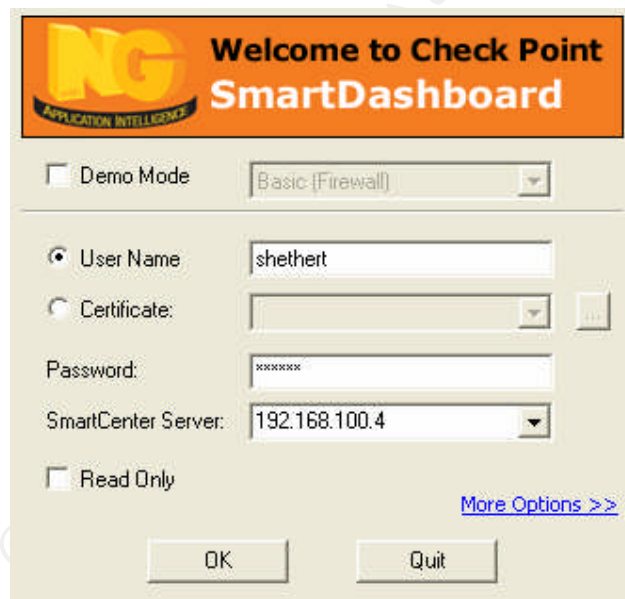 NG
APPLICATION INTELLIGENCE
Welcome to Check Point
SmartDashboard
Demo Mode
Basic (Firewall)
User Name
shethert
Certificate:
...
Password:
xxxxxx
SmartCenter Server:
192.168.100.4
Read Only
More Options >>
OK
Quit